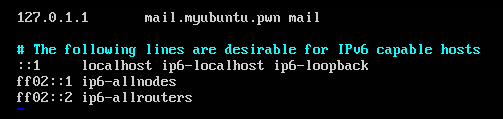 127.0.1.1 mail.myubuntu.pwn mail
# The following lines are desirable for IPv6 capable hosts
::1 localhost ip6-localhost ip6-loopback
ff02::1 ip6-allnodes
ff02::2 ip6-allrouters